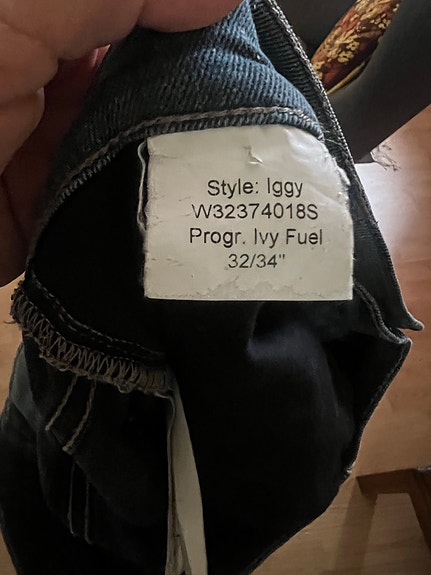 Style: Iggy
W32374018S
Progr. Ivy Fuel
32/34"